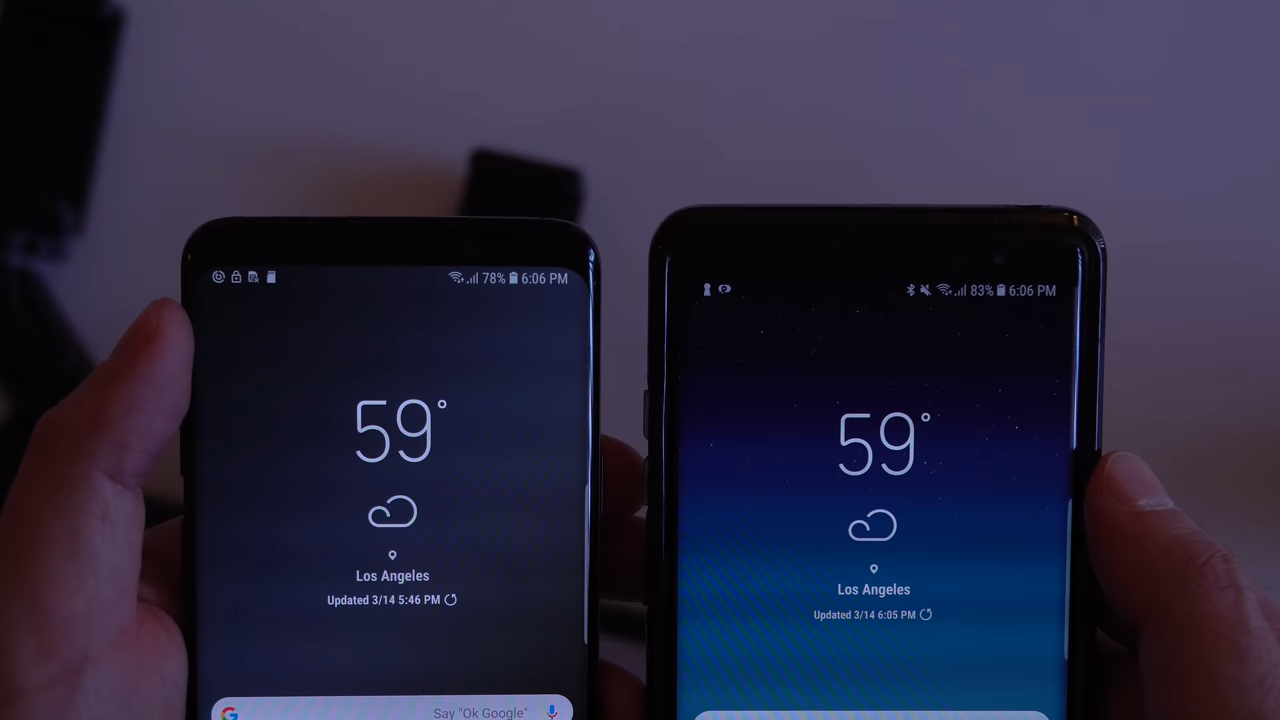 78% 6:06 PM
59°
Los Angeles
Updated 3/14 5:46 PM
G Say "Ok Google"
83% 6:06 PM
59°
Los Angeles
Updated 3/14 6:05 PM